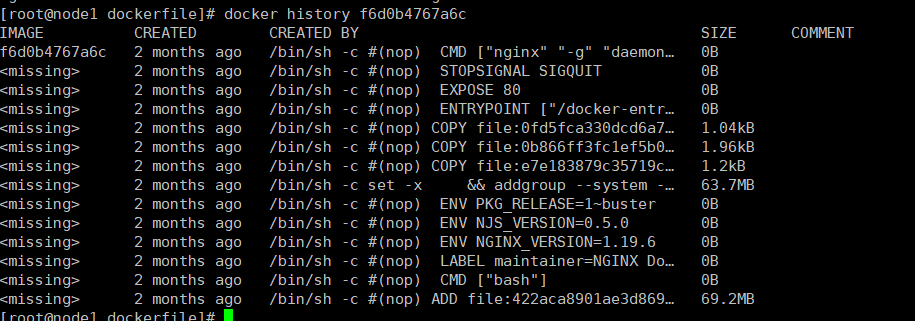 [root@node1 dockerfile]# docker history f6d0b4767a6c
IMAGE CREATED CREATED BY SIZE COMMENT
f6d0b4767a6c 2 months ago /bin/sh -c #(nop) CMD ["nginx" "-g" "daemon… 0B
<missing> 2 months ago /bin/sh -c #(nop) STOPSIGNAL SIGQUIT 0B
<missing> 2 months ago /bin/sh -c #(nop) EXPOSE 80 0B
<missing> 2 months ago /bin/sh -c #(nop) ENTRYPOINT ["/docker-entr… 0B
<missing> 2 months ago /bin/sh -c #(nop) COPY file:0fd5fca330dcd6a7… 1.04kB
<missing> 2 months ago /bin/sh -c #(nop) COPY file:0b866ff3fc1ef5b0… 1.96kB
<missing> 2 months ago /bin/sh -c #(nop) COPY file:e7e183879c35719c… 1.2kB
<missing> 2 months ago /bin/sh -c set -x && addgroup --system -… 63.7MB
<missing> 2 months ago /bin/sh -c #(nop) ENV PKG_RELEASE=1~buster 0B
<missing> 2 months ago /bin/sh -c #(nop) ENV NJS_VERSION=0.5.0 0B
<missing> 2 months ago /bin/sh -c #(nop) ENV NGINX_VERSION=1.19.6 0B
<missing> 2 months ago /bin/sh -c #(nop) LABEL maintainer=NGINX Do… 0B
<missing> 2 months ago /bin/sh -c #(nop) CMD ["bash"] 0B
<missing> 2 months ago /bin/sh -c #(nop) ADD file:422aca8901ae3d869… 69.2MB
[root@node1 dockerfile]#